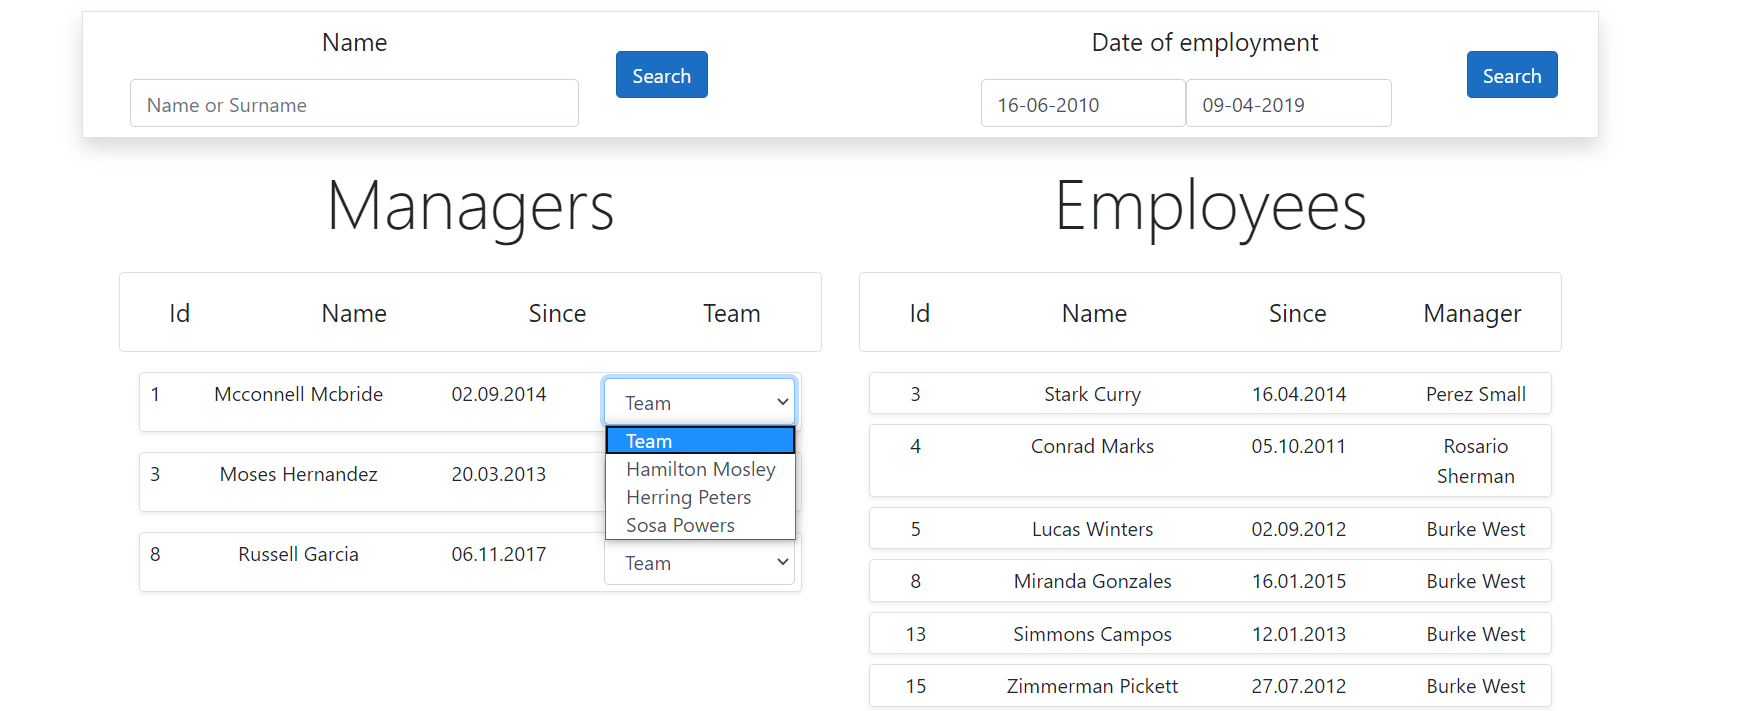 Name
Search
Name or Surname
Date of employment
Search
16-06-2010 09-04-2019
Managers
Id Name Since Team
1 Mcconnell Mcbride 02.09.2014 Team
Team
Hamilton Mosley
Herring Peters
Sosa Powers
3 Moses Hernandez 20.03.2013
8 Russell Garcia 06.11.2017 Team
Employees
Id Name Since Manager
3 Stark Curry 16.04.2014 Perez Small
4 Conrad Marks 05.10.2011 Rosario
Sherman
5 Lucas Winters 02.09.2012 Burke West
8 Miranda Gonzales 16.01.2015 Burke West
13 Simmons Campos 12.01.2013 Burke West
15 Zimmerman Pickett 27.07.2012 Burke West